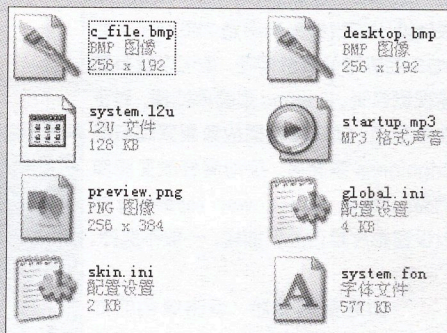 c_file.bmp
BMP 图像
256 x 192
desktop.bmp
BMP 图像
256 x 192
system.l2u
L2U 文件
128 KB
startup.mp3
MP3 格式声音
preview.png
PNG 图像
256 x 384
global.ini
配置设置
4 KB
skin.ini
配置设置
2 KB
system.fon
字体文件
577 KB